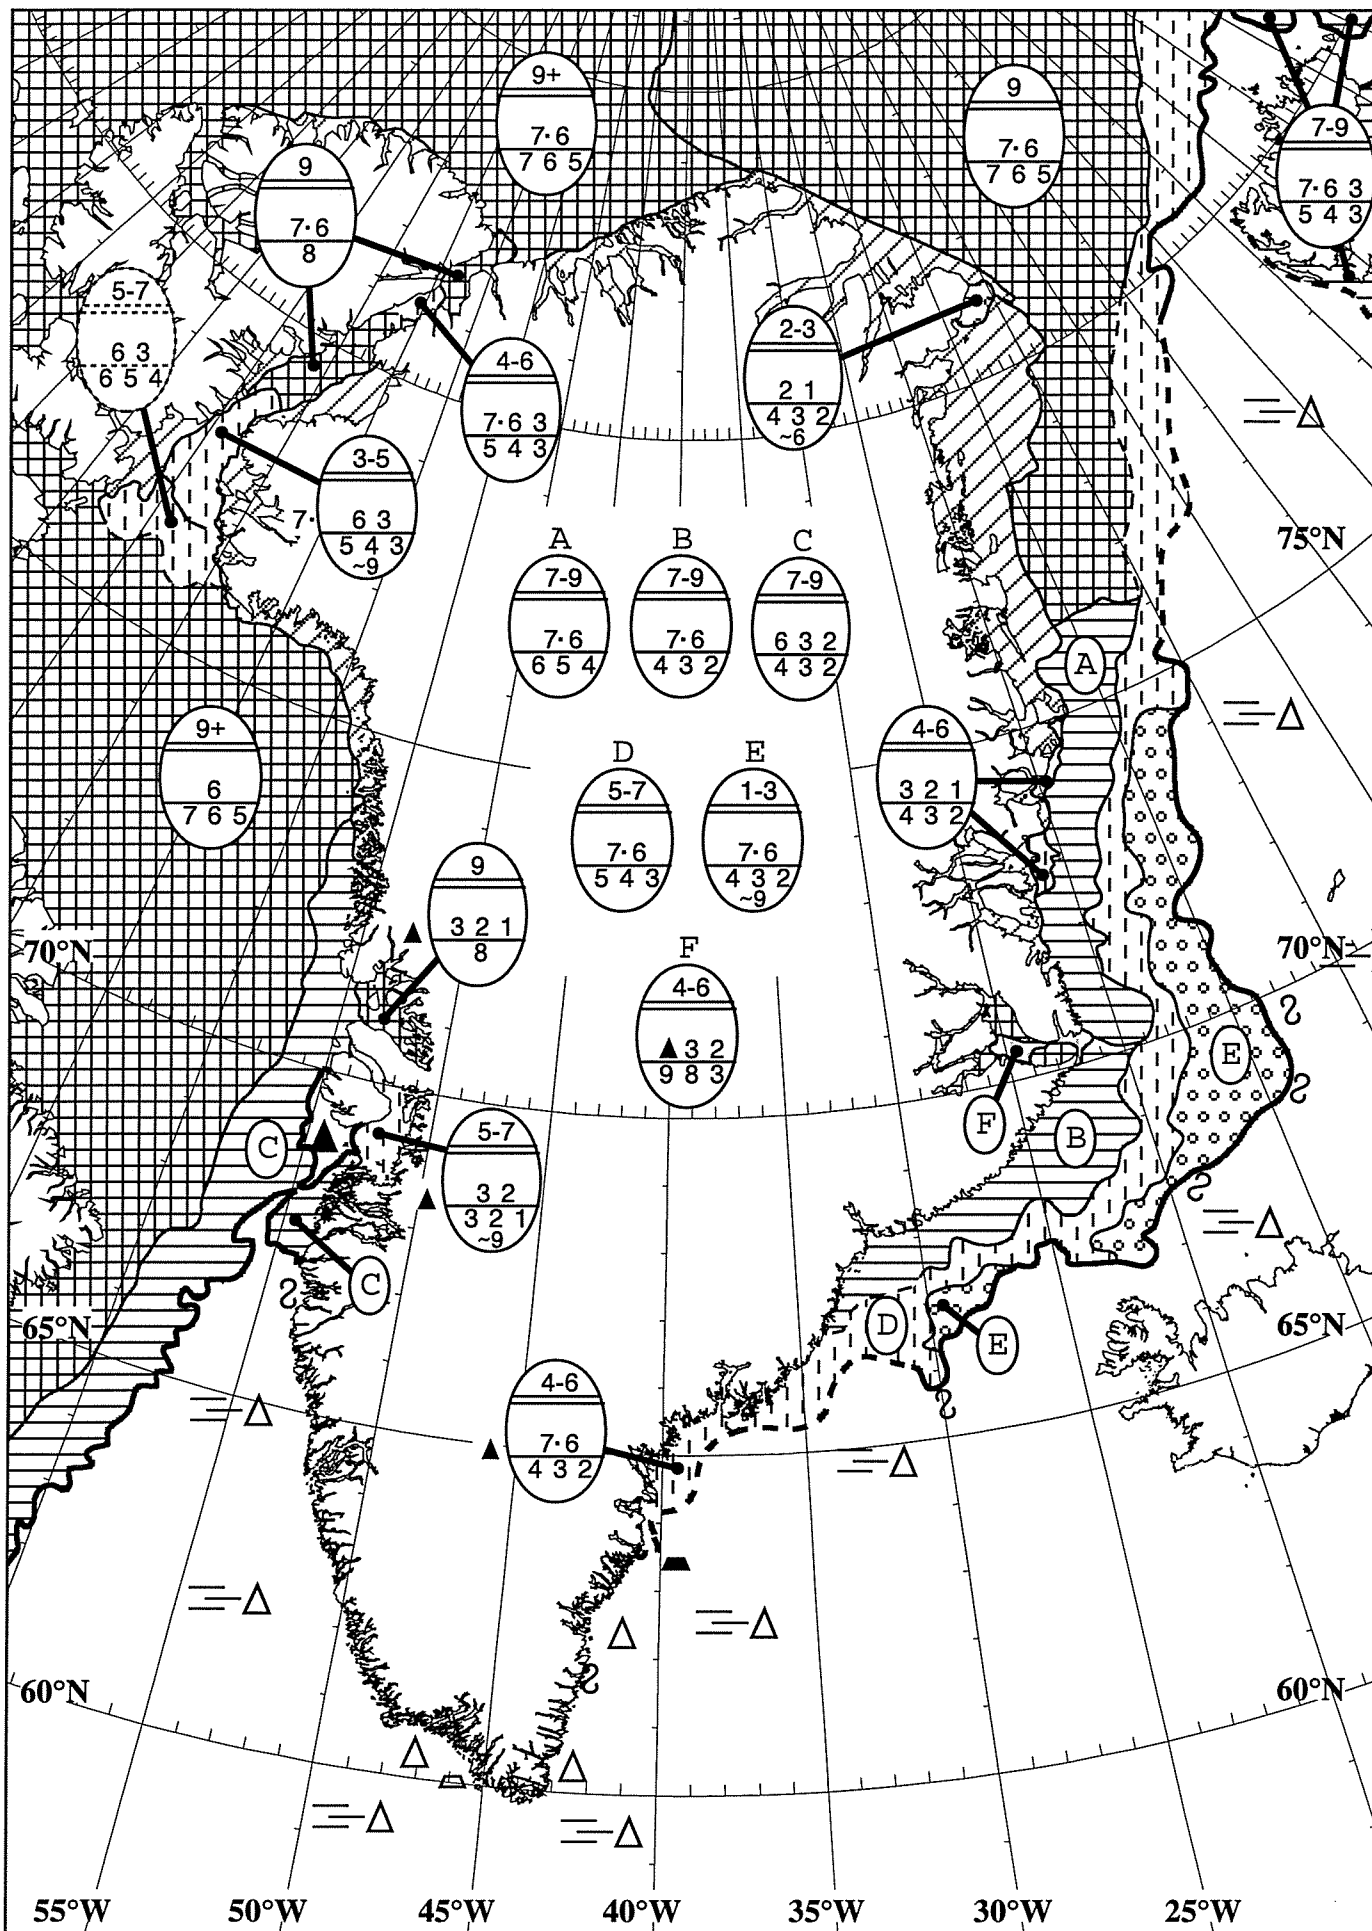 9+
7• 6
7 6 5
9
7• 6
7 6 5
7-9
7• 6 3
5 4 3
9
7• 6
8
5-7
6 3
6 5 4
4-6
7• 6 3
5 4 3
2-3
2 1
4 3 2
~6
3-5
7•
6 3
5 4 3
~9
75°N
A
B
C
7-9
7• 6
6 5 4
7-9
7• 6
4 3 2
7-9
6 3 2
4 3 2
A
9+
6
7 6 5
D
E
5-7
7• 6
5 4 3
1-3
7• 6
4 3 2
~9
4-6
3 2 1
4 3 2
9
3 2 1
8
70°N
70°N
F
4-6
▲ 3 2
9 8 3
E
F
B
C
5-7
3 2
3 2 1
~9
C
65°N
D
E
65°N
4-6
7• 6
4 3 2
60°N
60°N
55°W
50°W
45°W
40°W
35°W
30°W
25°W